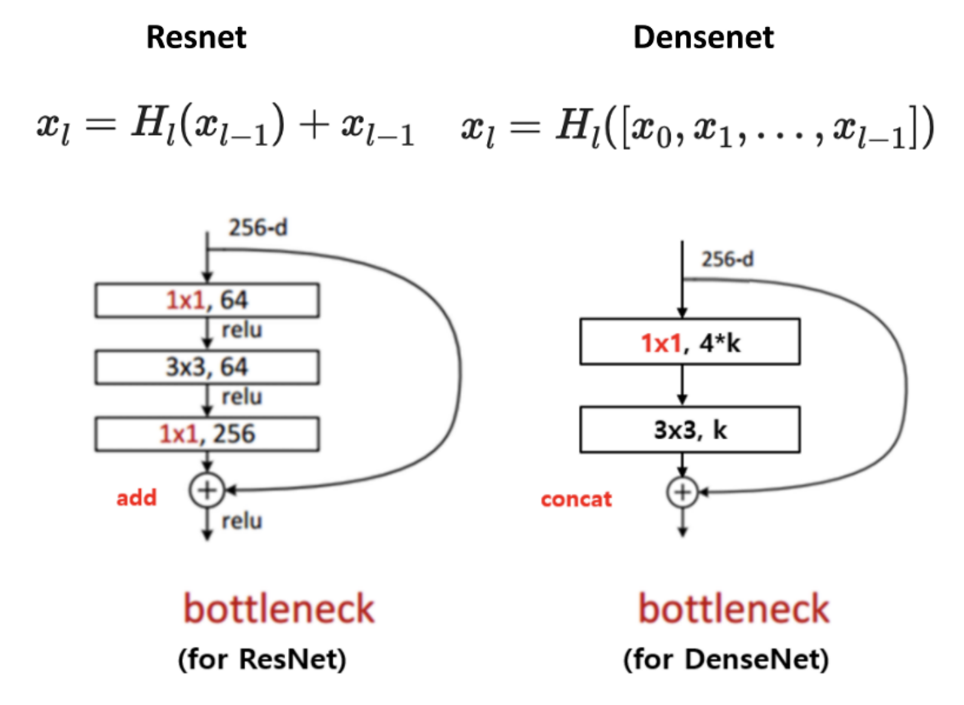 Resnet
x_l = H_l(x_{l-1}) + x_{l-1}
256-d
1x1, 64
relu
3x3, 64
relu
1x1, 256
add
+
relu
bottleneck
(for ResNet)
Densenet
x_l = H_l([x_0, x_1, . . . , x_{l-1}])
256-d
1x1, 4*k
3x3, k
concat
+
bottleneck
(for DenseNet)